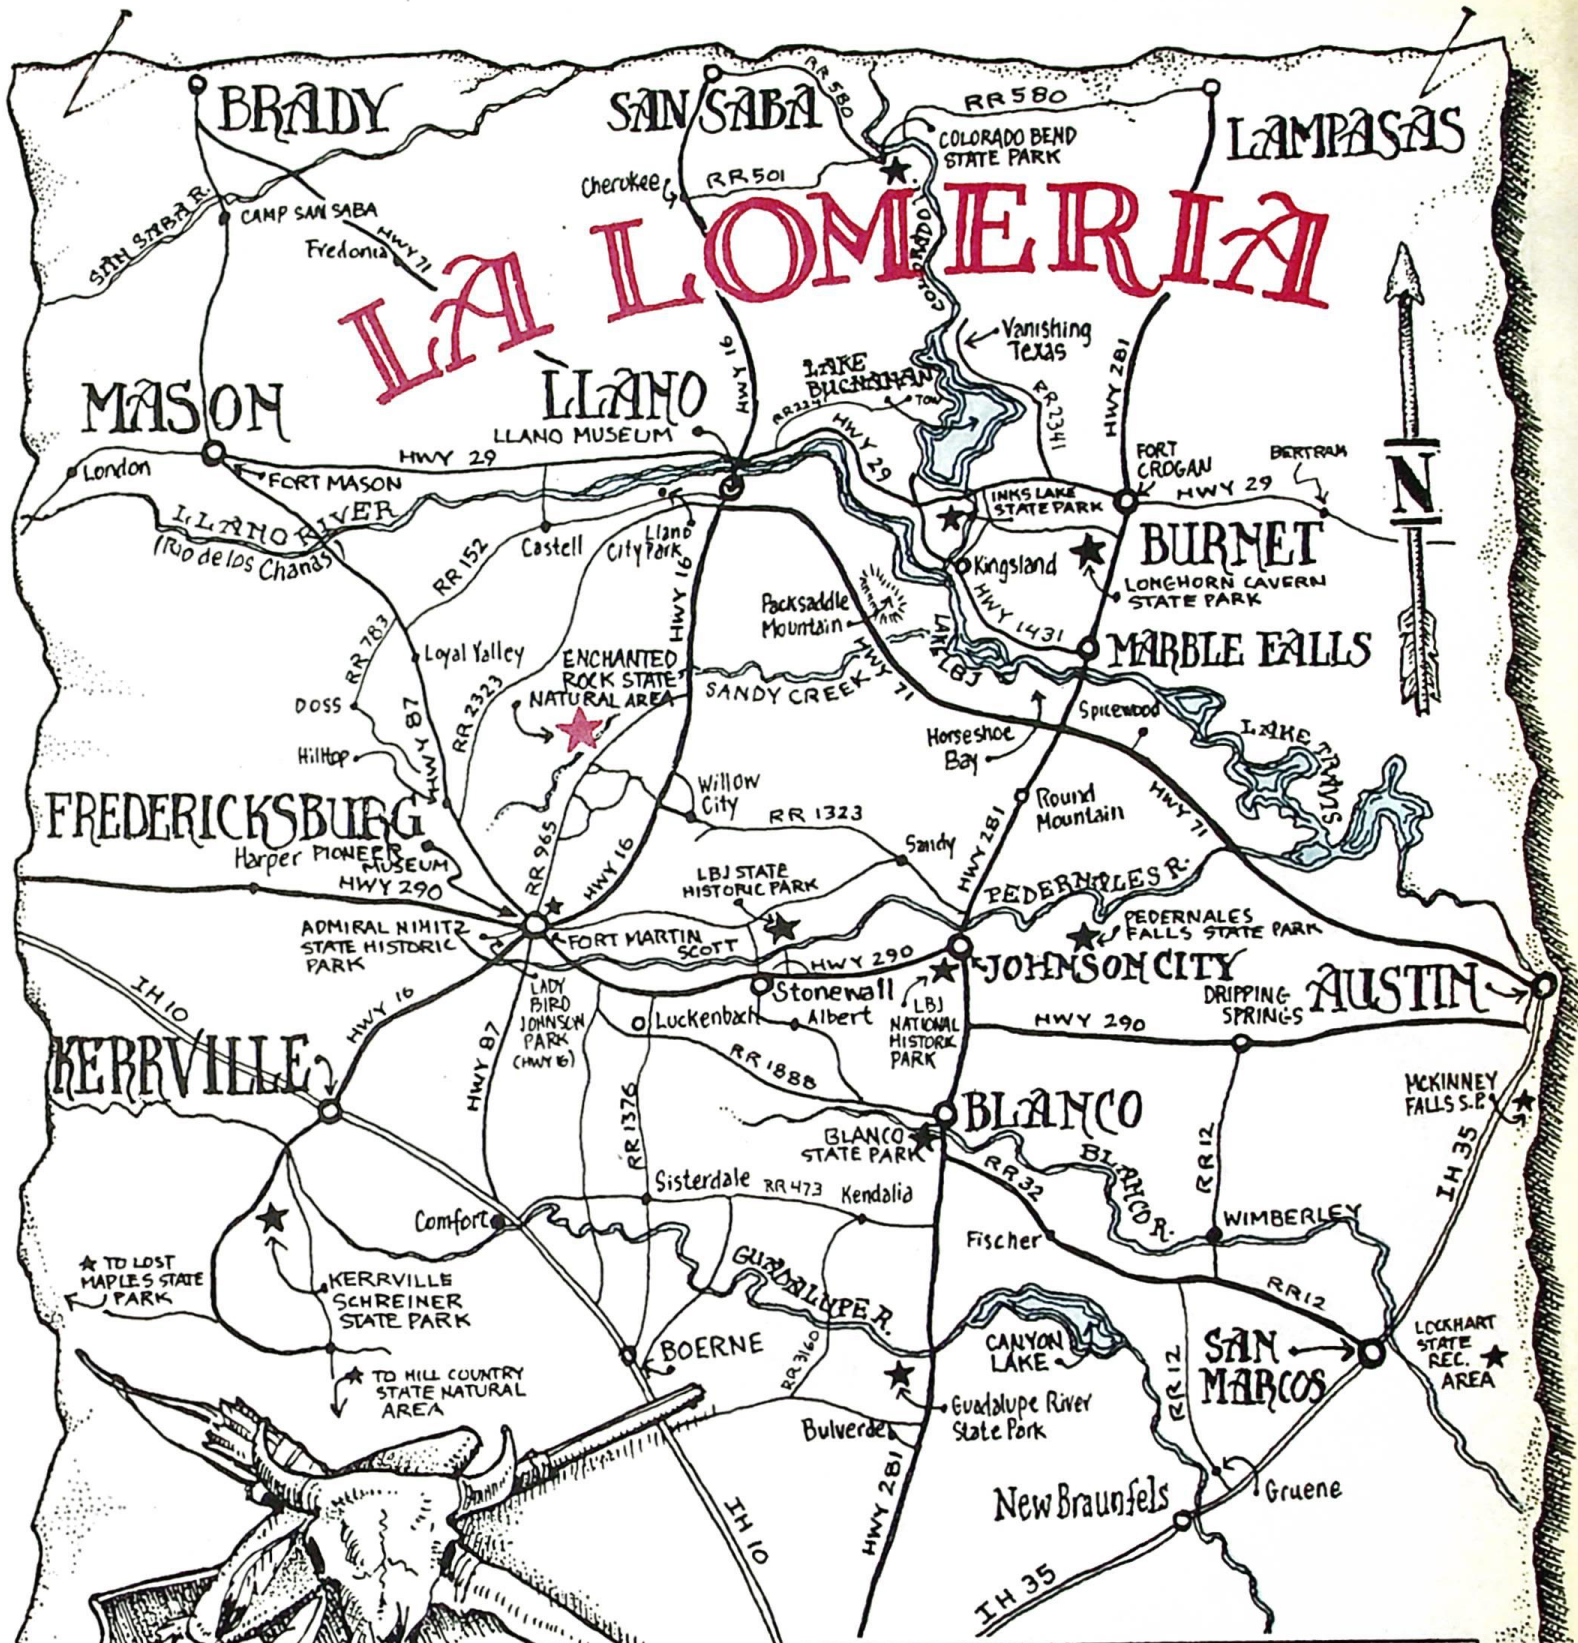 BRADY
SAN SABA
RR 580
RR 580
LAMPASAS
COLORADO BEND
STATE PARK
Cherokee
RR 501
SAN SABA R.
CAMP SAN SABA
Fredonia
HWY 71
LA LOMERIA
COLORADO
Vanishing
Texas
HWY 16
LAKE
BUCHANAN
TOW
RR 2341
HWY 281
MASON
LLANO
LLANO MUSEUM
HWY 29
FORT
CROGAN
BERTRAM
London
HWY 29
FORT MASON
INKS LAKE
STATE PARK
HWY 29
N
LLANO RIVER
(Rio de los Chanas)
RR 152
Castell
Llano
City Park
BURNET
Kingsland
LONGHORN CAVERN
STATE PARK
HWY 16
Packsaddle
Mountain
HWY 1431
MARBLE FALLS
RR 783
Loyal Valley
ENCHANTED
ROCK STATE
NATURAL AREA
LAKE LBJ
HWY 71
SANDY CREEK
DOSS
HWY 87
RR 2323
Horseshoe
Bay
Spicewood
LAKE TRAVIS
Hilltop
Willow
City
RR 1323
Round
Mountain
HWY 71
FREDERICKSBURG
Harper
PIONEER
MUSEUM
HWY 290
RR 965
HWY 16
Sandy
HWY 281
LBJ STATE
HISTORIC PARK
PEDERNALES R.
ADMIRAL NIMITZ
STATE HISTORIC
PARK
FORT MARTIN
SCOTT
PEDERNALES
FALLS STATE PARK
HWY 290
JOHNSON CITY
IH 10
HWY 16
LADY
BIRD
JOHNSON
PARK
(HWY 16)
Stonewall
Luckenbach
Albert
LBJ
NATIONAL
HISTORIC
PARK
DRIPPING
SPRINGS
AUSTIN
HWY 290
KERRVILLE
HWY 87
RR 1888
MCKINNEY
FALLS S.P.
RR 1376
BLANCO
BLANCO
STATE PARK
RR 32
BLANCO R.
RR 12
IH 35
Sisterdale
RR 473
Kendalia
Comfort
Fischer
WIMBERLEY
TO LOST
MAPLES STATE
PARK
KERRVILLE
SCHREINER
STATE PARK
GUADALUPE R.
RR 12
BOERNE
RR 3160
CANYON
LAKE
SAN
MARCOS
LOCKHART
STATE
REC.
AREA
TO HILL COUNTRY
STATE NATURAL
AREA
RR 12
Guadalupe River
State Park
Bulverde
HWY 281
IH 10
New Braunfels
Gruene
IH 35